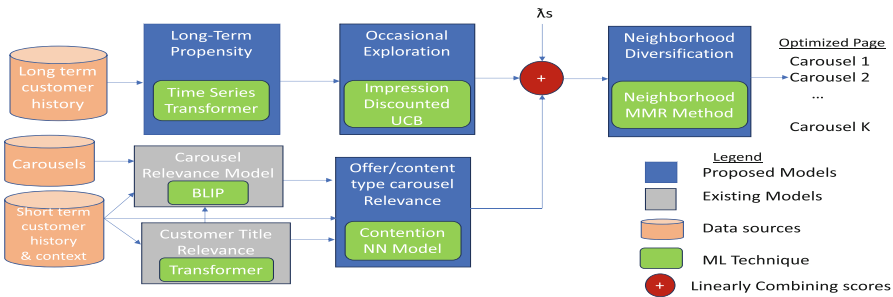 ƛs
Long-Term
Propensity
Time Series
Transformer
Occasional
Exploration
Impression
Discounted
UCB
+
Neighborhood
Diversification
Neighborhood
MMR Method
Optimized Page
Carousel 1
Carousel 2
...
Carousel K
Long term
customer
history
Carousels
Short term
customer
history
& context
Carousel
Relevance Model
BLIP
Customer Title
Relevance
Transformer
Offer/content
type carousel
Relevance
Contention
NN Model
Legend
Proposed Models
Existing Models
Data sources
ML Technique
+
Linearly Combining scores